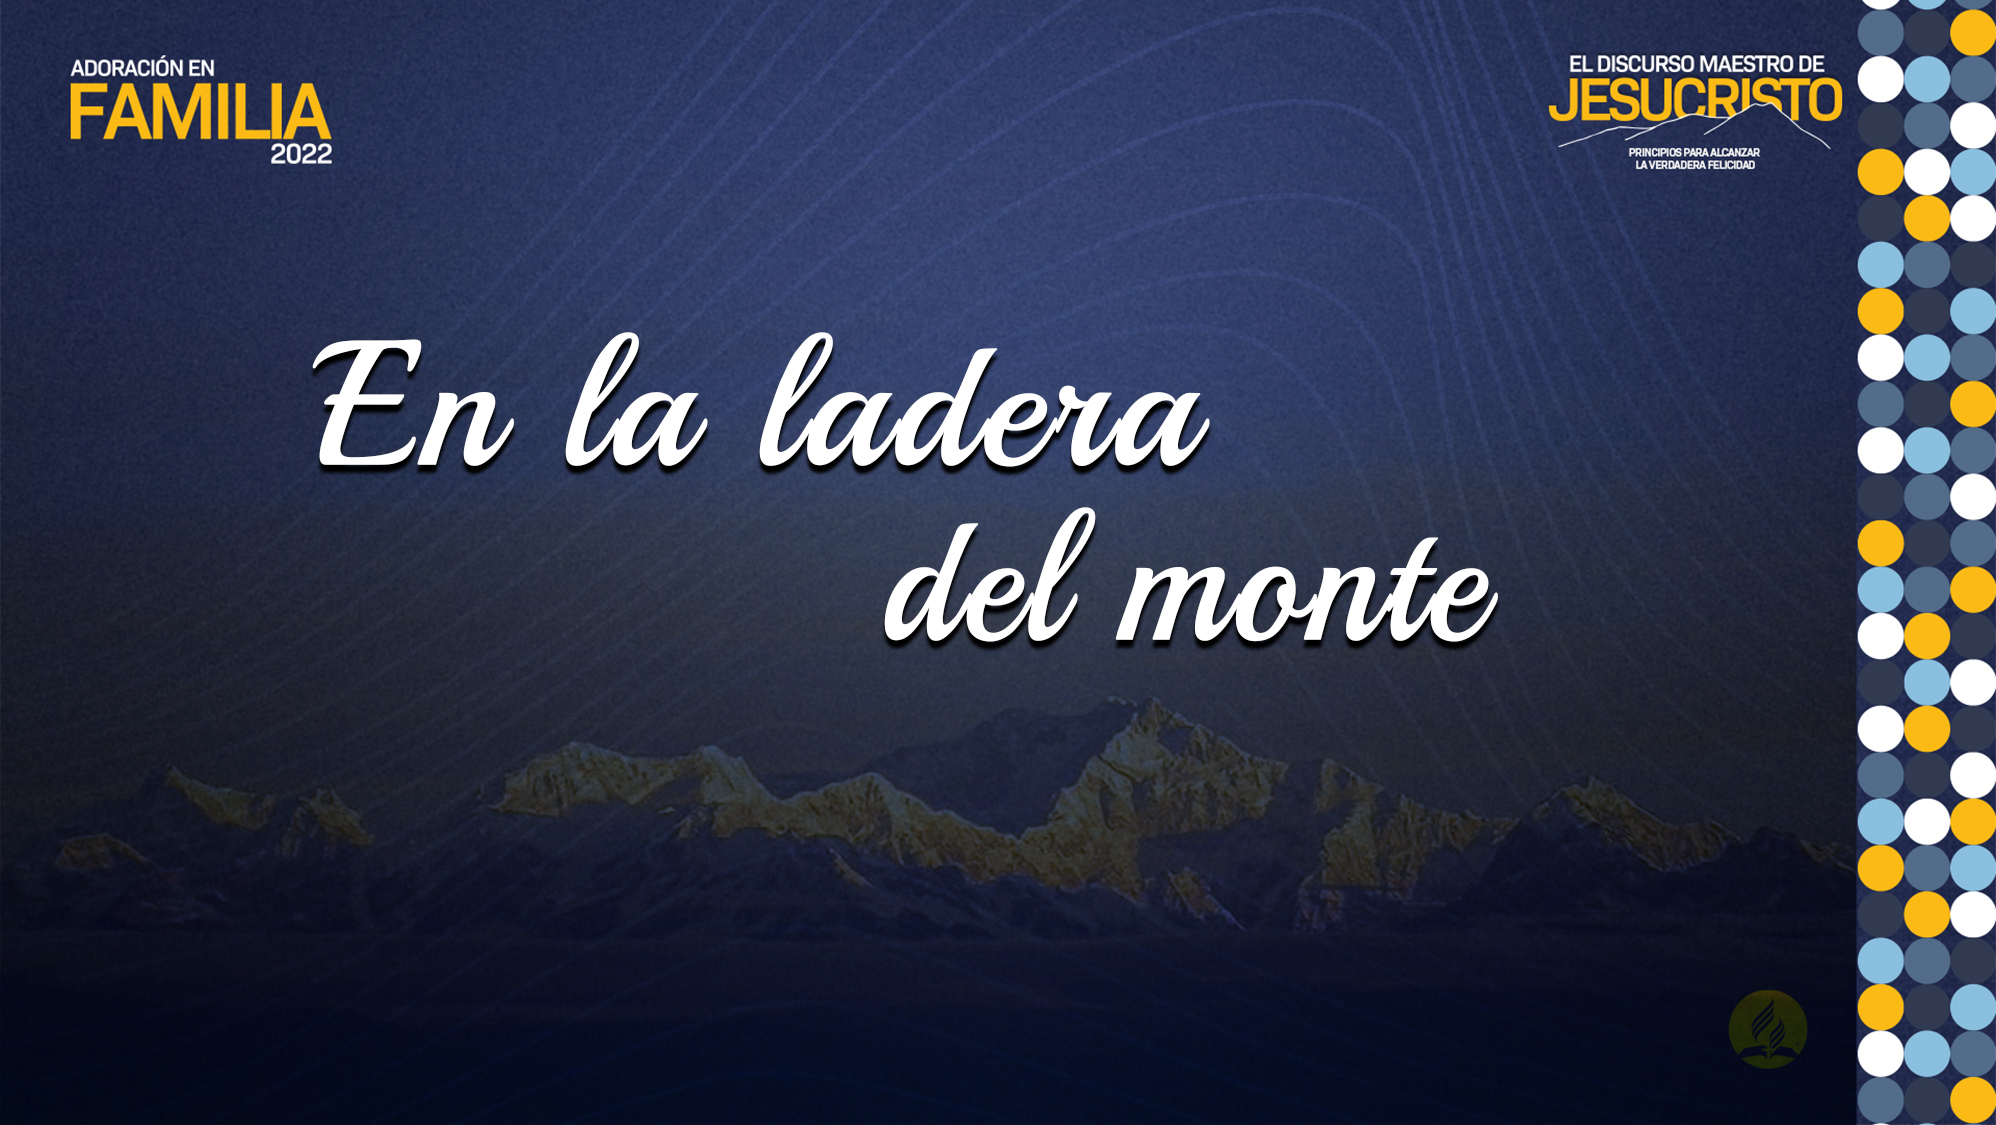 ADORACIÓN EN
FAMILIA
2022
EL DISCURSO MAESTRO DE
JESUCRISTO
PRINCIPIOS PARA ALCANZAR
LA VERDADERA FELICIDAD
En la ladera
del monte